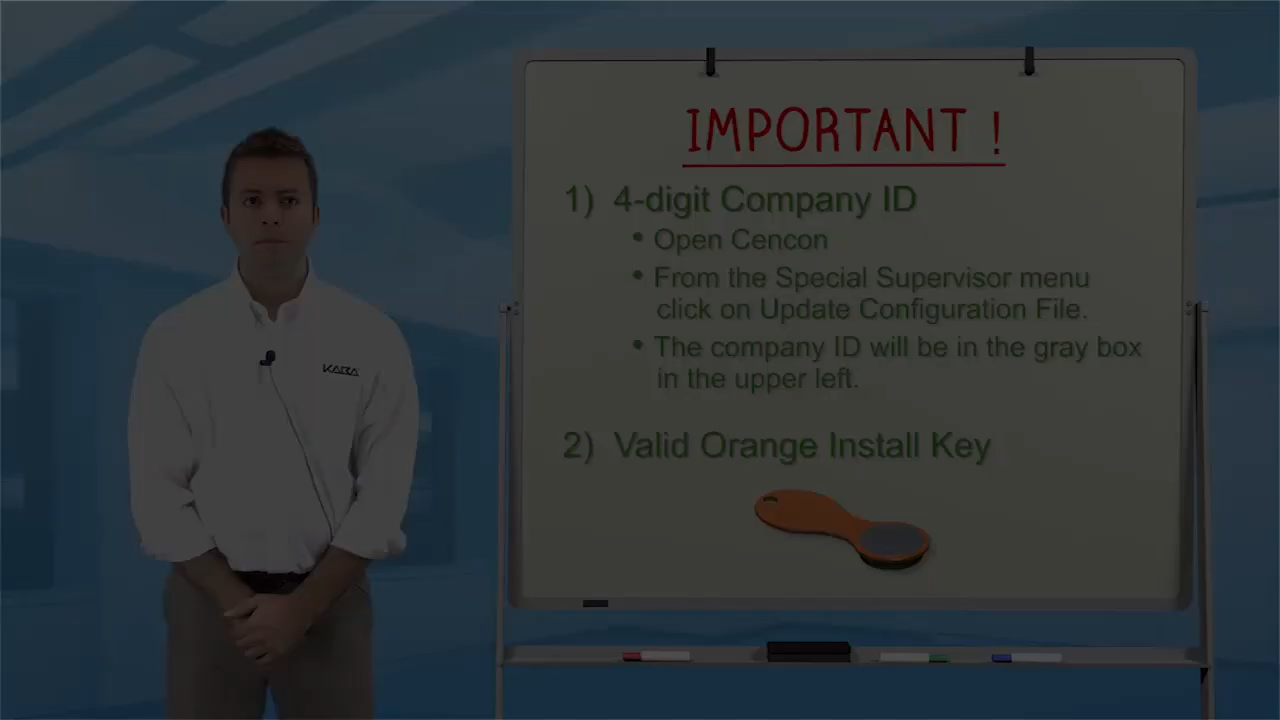 IMPORTANT !
1) 4-digit Company ID
• Open Cencon
• From the Special Supervisor menu
click on Update Configuration File.
• The company ID will be in the gray box
in the upper left.
2) Valid Orange Install Key
KABA